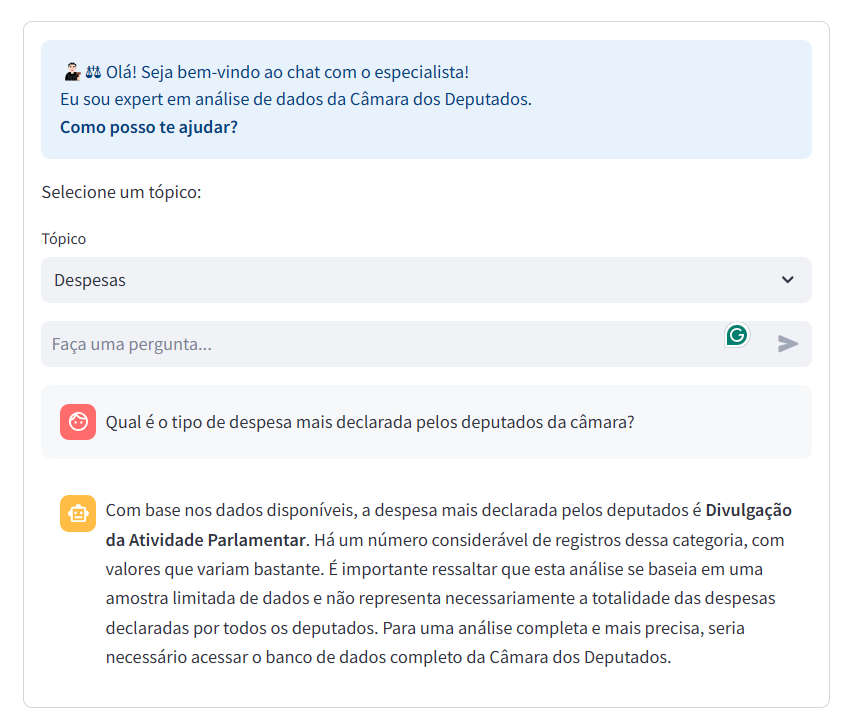 Olá! Seja bem-vindo ao chat com o especialista!
Eu sou expert em análise de dados da Câmara dos Deputados.
Como posso te ajudar?
Selecione um tópico:
Tópico
Despesas
Faça uma pergunta...
G
Qual é o tipo de despesa mais declarada pelos deputados da câmara?
Com base nos dados disponíveis, a despesa mais declarada pelos deputados é Divulgação
da Atividade Parlamentar. Há um número considerável de registros dessa categoria, com
valores que variam bastante. É importante ressaltar que esta análise se baseia em uma
amostra limitada de dados e não representa necessariamente a totalidade das despesas
declaradas por todos os deputados. Para uma análise completa e mais precisa, seria
necessário acessar o banco de dados completo da Câmara dos Deputados.